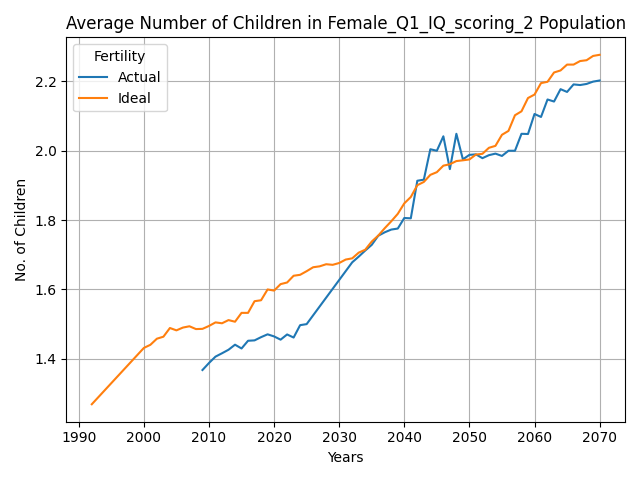 Average Number of Children in Female_Q1_IQ_scoring_2 Population
Fertility
Actual
Ideal
2.2
2.0
1.8
1.6
1.4
No. of Children
1990 2000 2010 2020 2030 2040 2050 2060 2070
Years